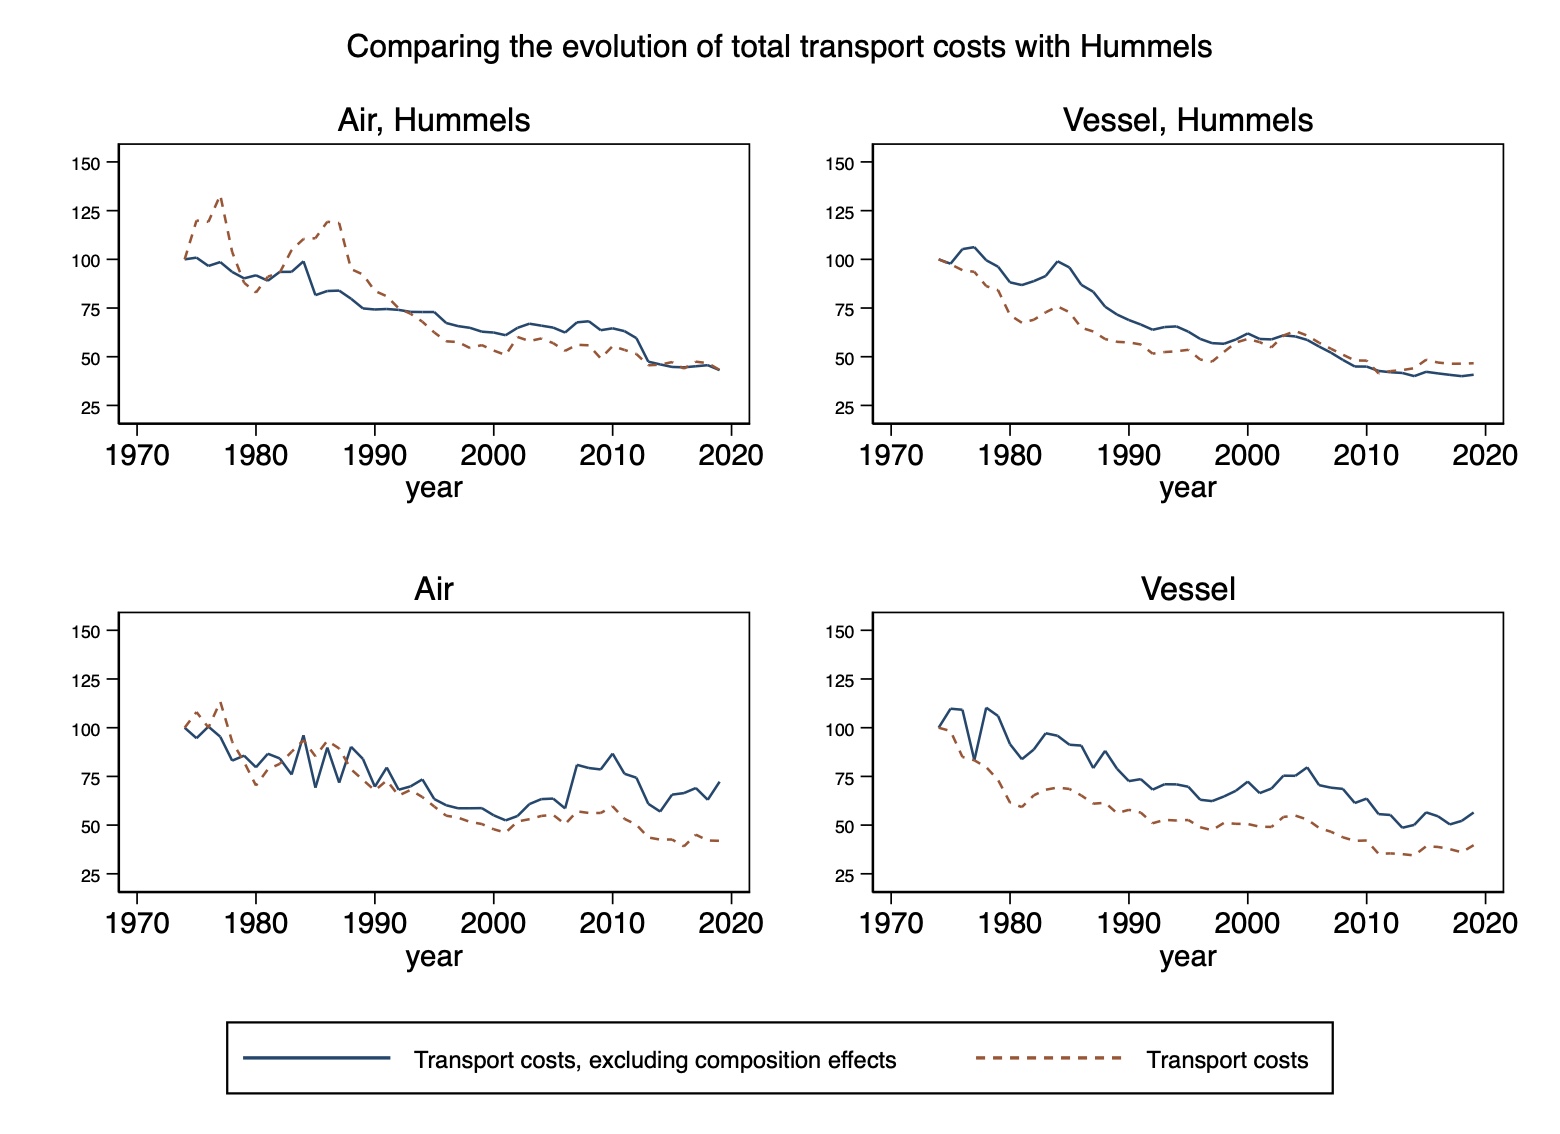 Comparing the evolution of total transport costs with Hummels
Air, Hummels
150
125
100
75
50
25
1970 1980 1990 2000 2010 2020
year
Vessel, Hummels
150
125
100
75
50
25
1970 1980 1990 2000 2010 2020
year
Air
150
125
100
75
50
25
1970 1980 1990 2000 2010 2020
year
Vessel
150
125
100
75
50
25
1970 1980 1990 2000 2010 2020
year
Transport costs, excluding composition effects Transport costs